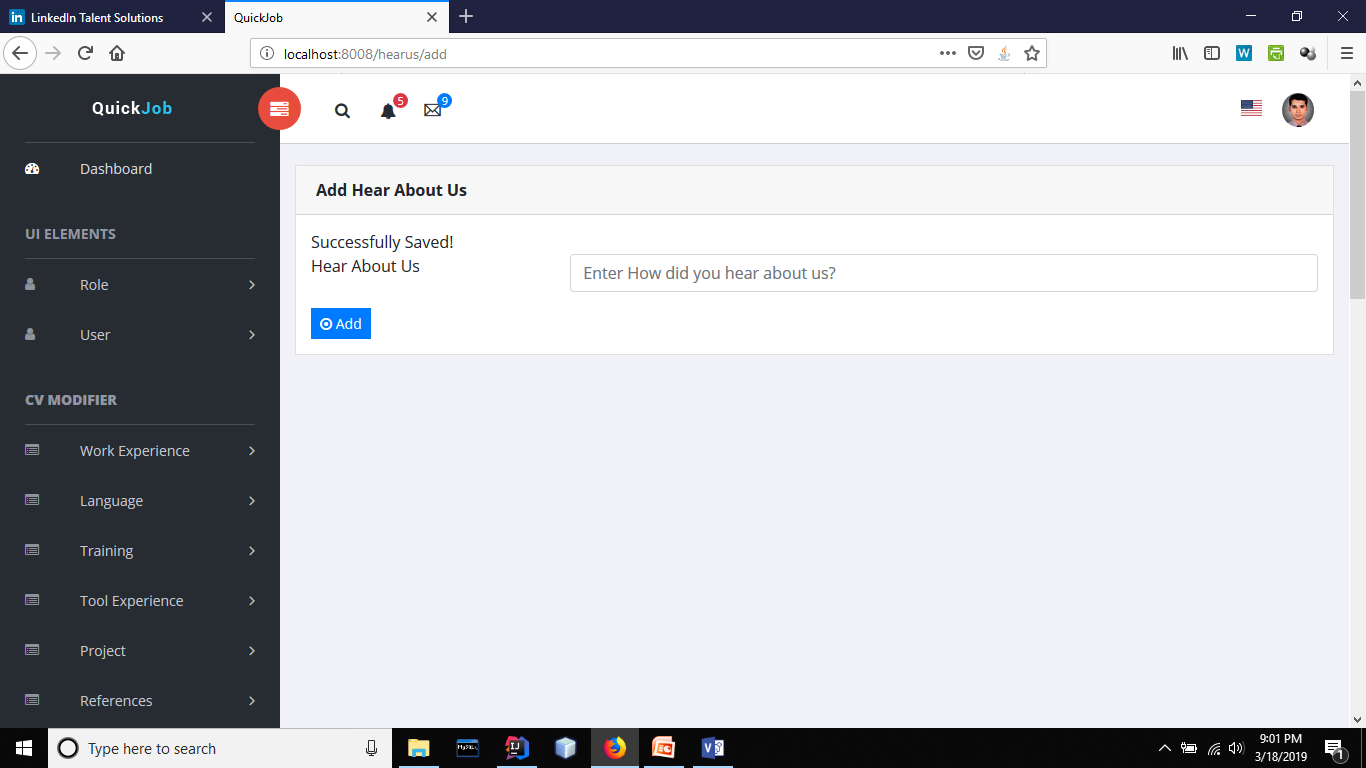 LinkedIn Talent Solutions
QuickJob
localhost:8008/hearus/add
W
QuickJob
5
9
Dashboard
Add Hear About Us
UI ELEMENTS
Successfully Saved!
Hear About Us
Enter How did you hear about us?
Role
Add
User
CV MODIFIER
Work Experience
Language
Training
Tool Experience
Project
References
Type here to search
9:01 PM
3/18/2019
1